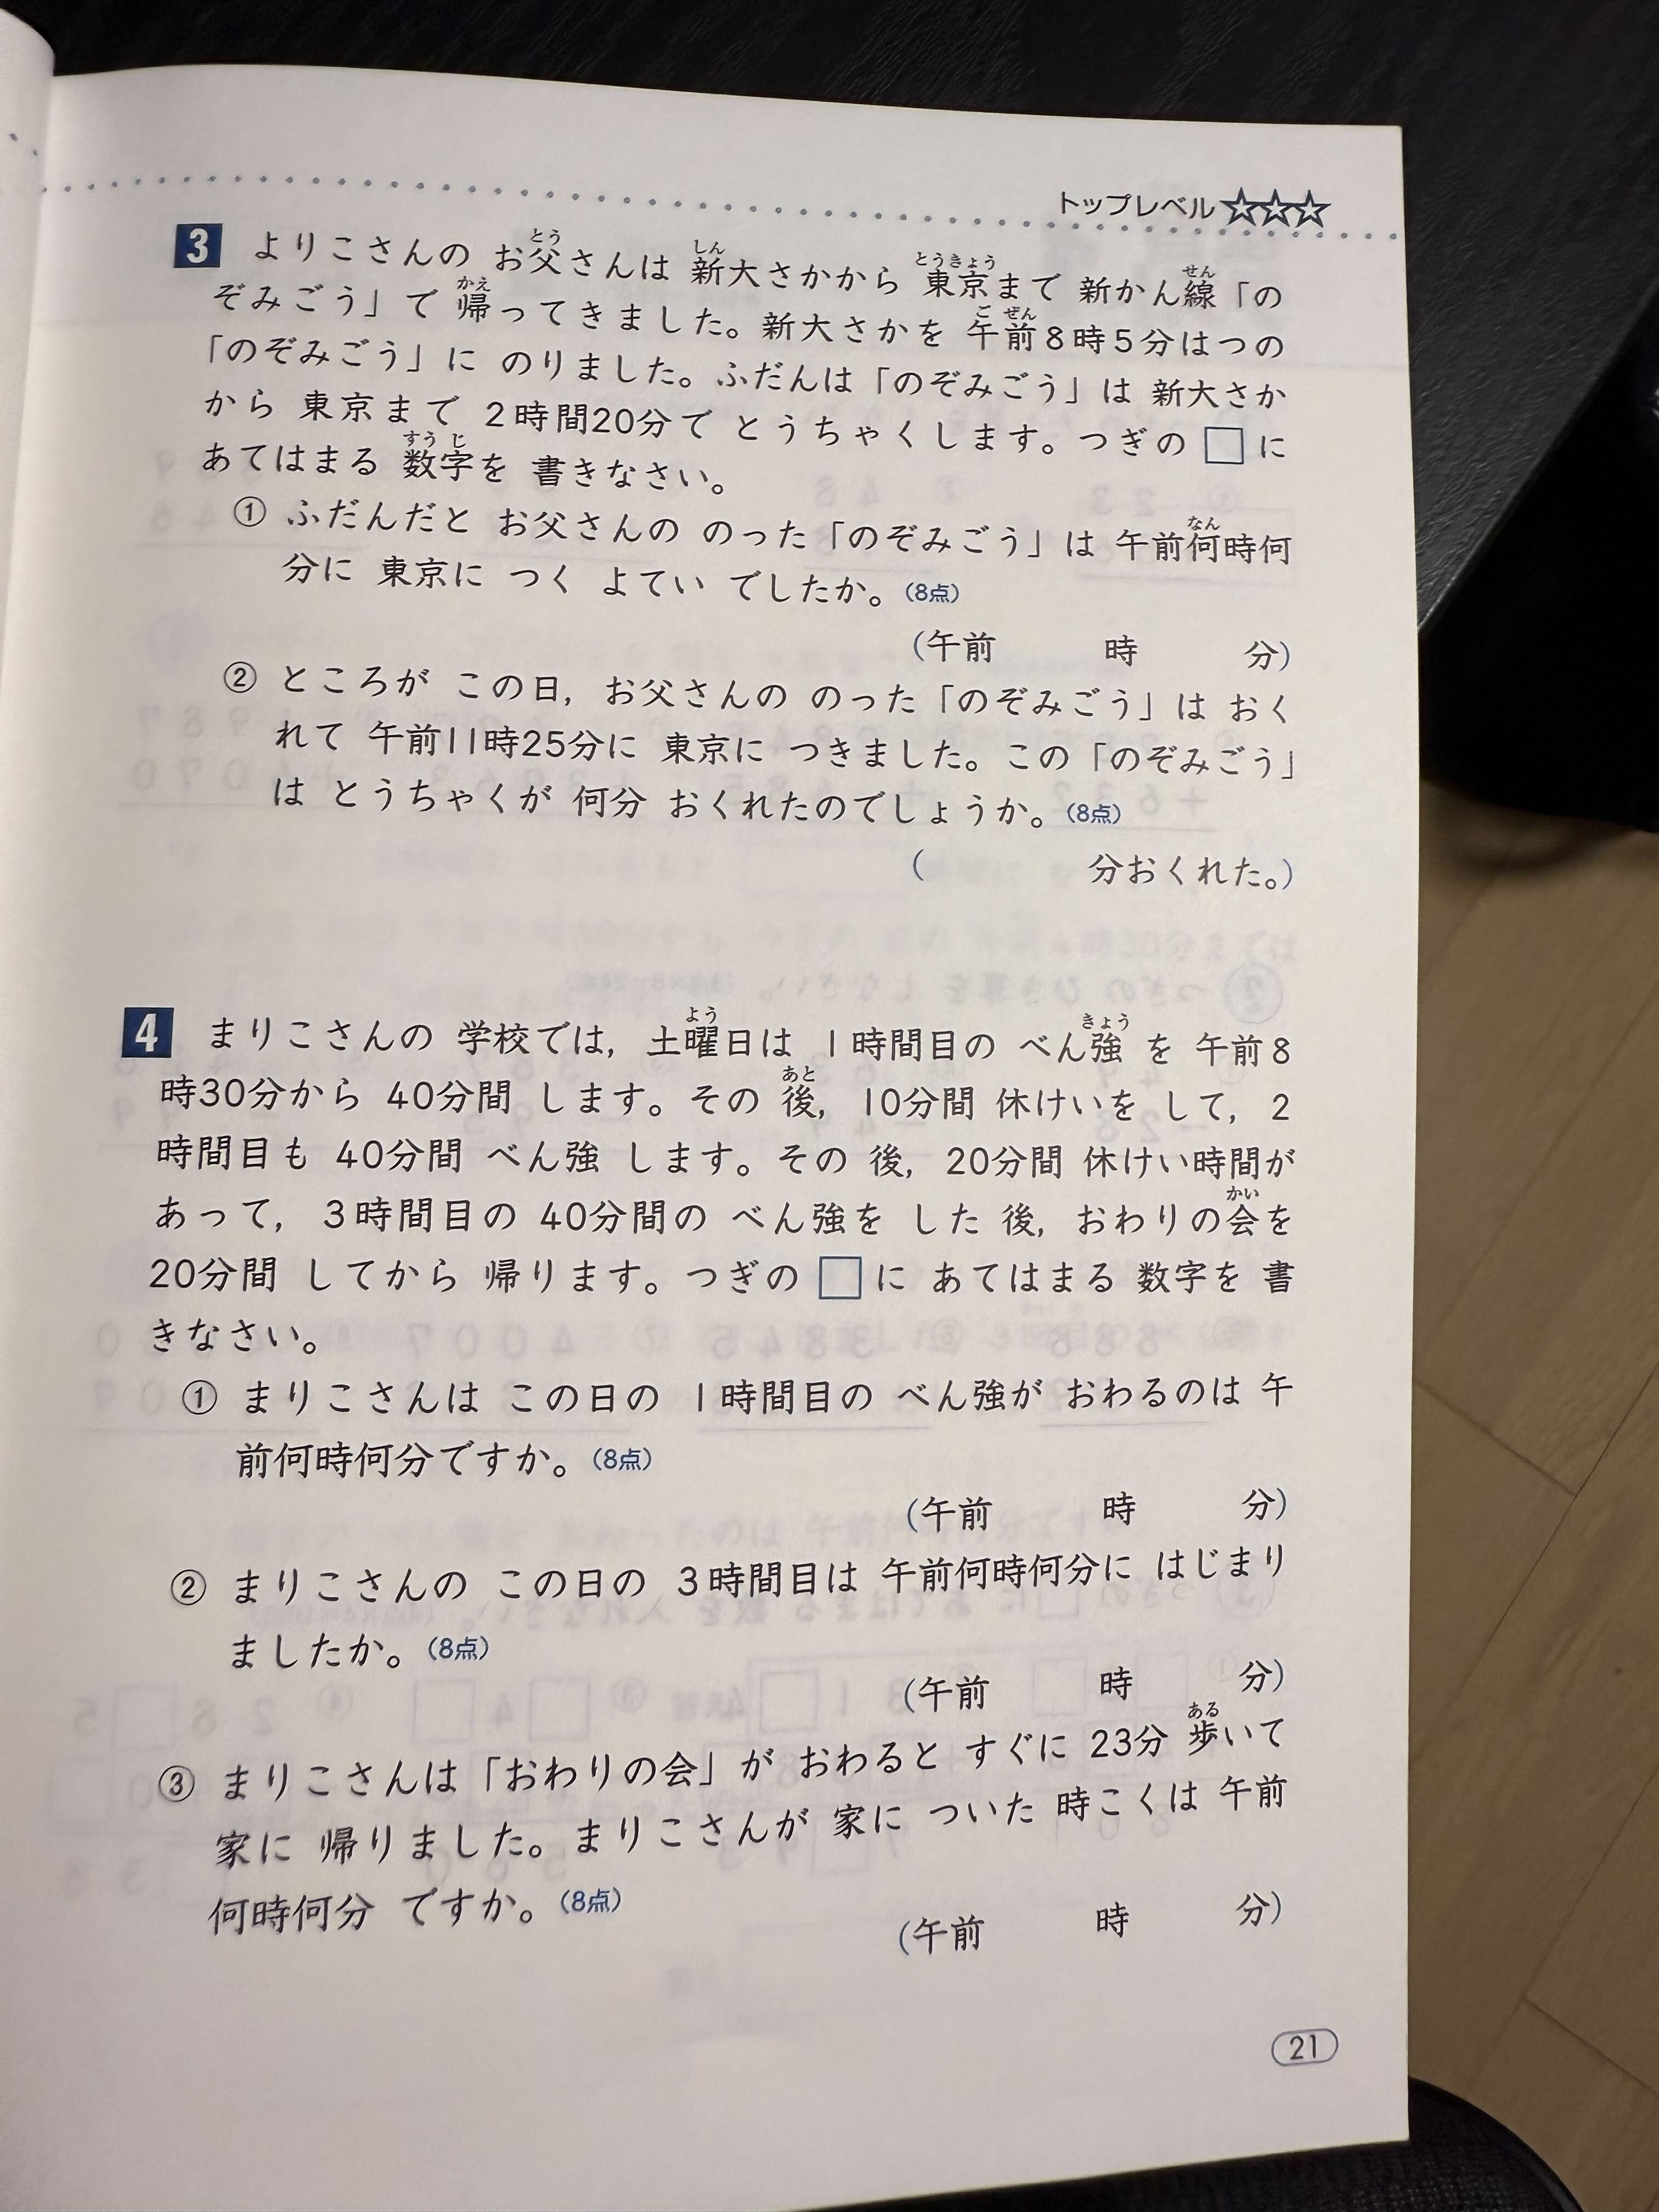 トップレベル☆☆☆
3 よりこさんの お父さんは 新大さかから 東京まで 新かん線「の
ぞみごう」で 帰ってきました。新大さかを 午前8時5分はつの
「のぞみごう」に のりました。ふだんは「のぞみごう」は 新大さか
から 東京まで 2時間20分で とうちゃくします。つぎの □に
あてはまる 数字を 書きなさい。
① ふだんだと お父さんの のった「のぞみごう」は 午前何時何
分に 東京に つく よてい でしたか。(8点)
(午前 時 分)
② ところが この日, お父さんの のった「のぞみごう」は おく
れて 午前11時25分に 東京に つきました。この「のぞみごう」
は とうちゃくが 何分 おくれたのでしょうか。(8点)
( 分おくれた。)
4 まりこさんの 学校では, 土曜日は 1時間目の べん強 を 午前8
時30分から 40分間 します。その 後, 10分間 休けいを して, 2
時間目も 40分間 べん強 します。その 後, 20分間 休けい時間が
あって, 3時間目の 40分間の べん強を した 後, おわりの会を
20分間 してから 帰ります。つぎの □に あてはまる 数字を 書
きなさい。
① まりこさんは この日の 1時間目の べん強が おわるのは 午
前何時何分ですか。(8点)
(午前 時 分)
② まりこさんの この日の 3時間目は 午前何時何分に はじまり
ましたか。(8点)
(午前 時 分)
③ まりこさんは「おわりの会」が おわると すぐに 23分 歩いて
家に 帰りました。まりこさんが 家に ついた 時こくは 午前
何時何分 ですか。(8点)
(午前 時 分)
21